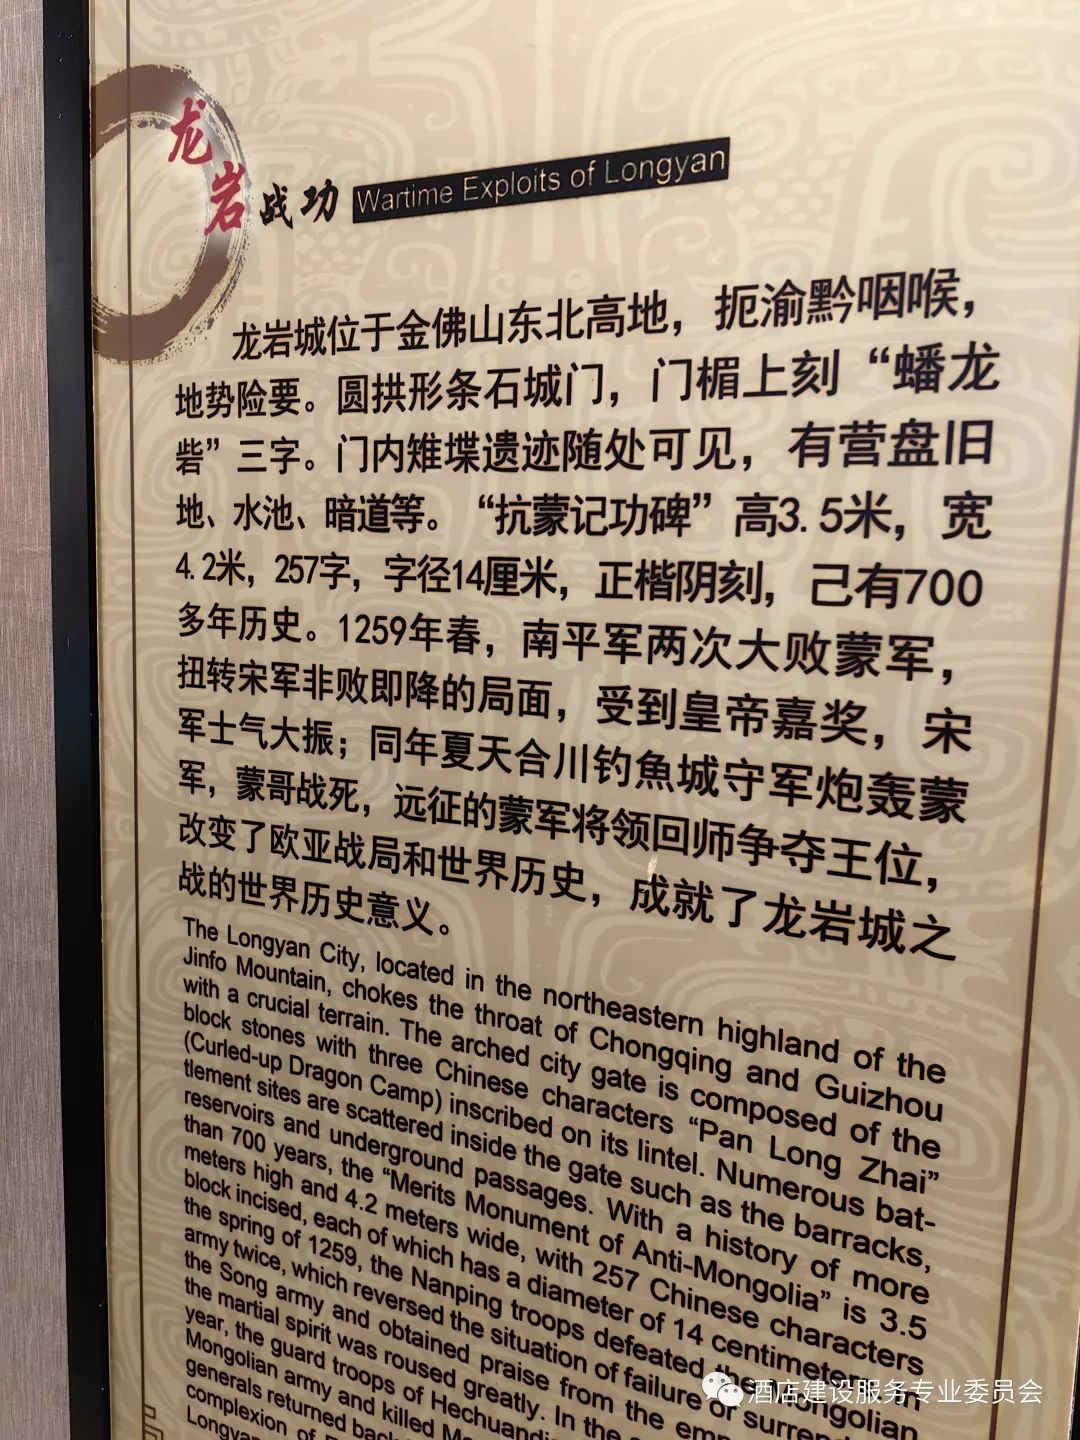 龙岩战功 Wartime Exploits of Longyan
龙岩城位于金佛山东北高地，扼渝黔咽喉，
地势险要。圆拱形条石城门，门楣上刻“蟠龙
砦”三字。门内雉堞遗迹随处可见，有营盘旧
地、水池、暗道等。“抗蒙记功碑”高3.5米，宽
4.2米，257字，字径14厘米，正楷阴刻，己有700
多年历史。1259年春，南平军两次大败蒙军，
扭转宋军非败即降的局面，受到皇帝嘉奖，宋
军士气大振；同年夏天合川钓魚城守军炮轰蒙
军，蒙哥战死，远征的蒙军将领回师争夺王位，
改变了欧亚战局和世界历史，成就了龙岩城之
战的世界历史意义。
The Longyan City, located in the northeastern highland of the
Jinfo Mountain, chokes the throat of Chongqing and Guizhou
with a crucial terrain. The arched city gate is composed of the
block stones with three Chinese characters “Pan Long Zhai”
(Curled-up Dragon Camp) inscribed on its lintel. Numerous bat-
tlement sites are scattered inside the gate such as the barracks,
reservoirs and underground passages. With a history of more
than 700 years, the “Merits Monument of Anti-Mongolia” is 3.5
meters high and 4.2 meters wide, with 257 Chinese characters
block incised, each of which has a diameter of 14 centimeters. In
the spring of 1259, the Nanping troops defeated the Mongolian
army twice, which reversed the situation of failure or
the Song army and obtained praise from the
the martial spirit was roused greatly. In the
year, the guard troops of
Mongolian army and killed
generals returned
complexion of
酒店建设服务专业委员会